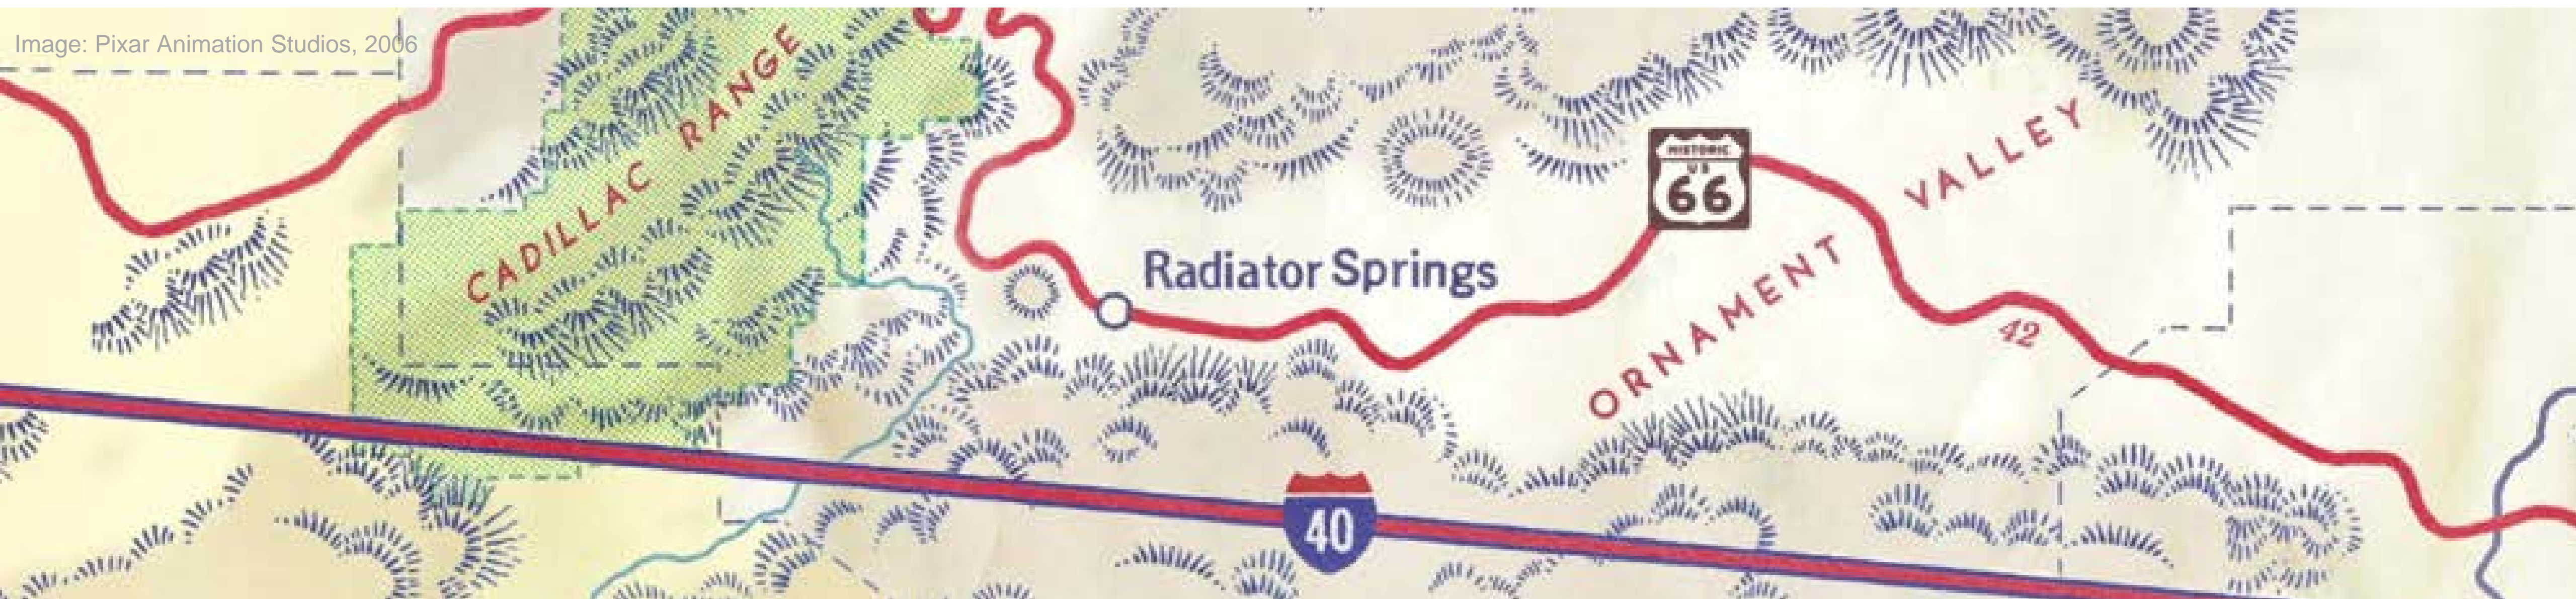 Image: Pixar Animation Studios, 2006
CADILLAC RANGE
HISTORIC
US
66
VALLEY
Radiator Springs
ORNAMENT
42
40